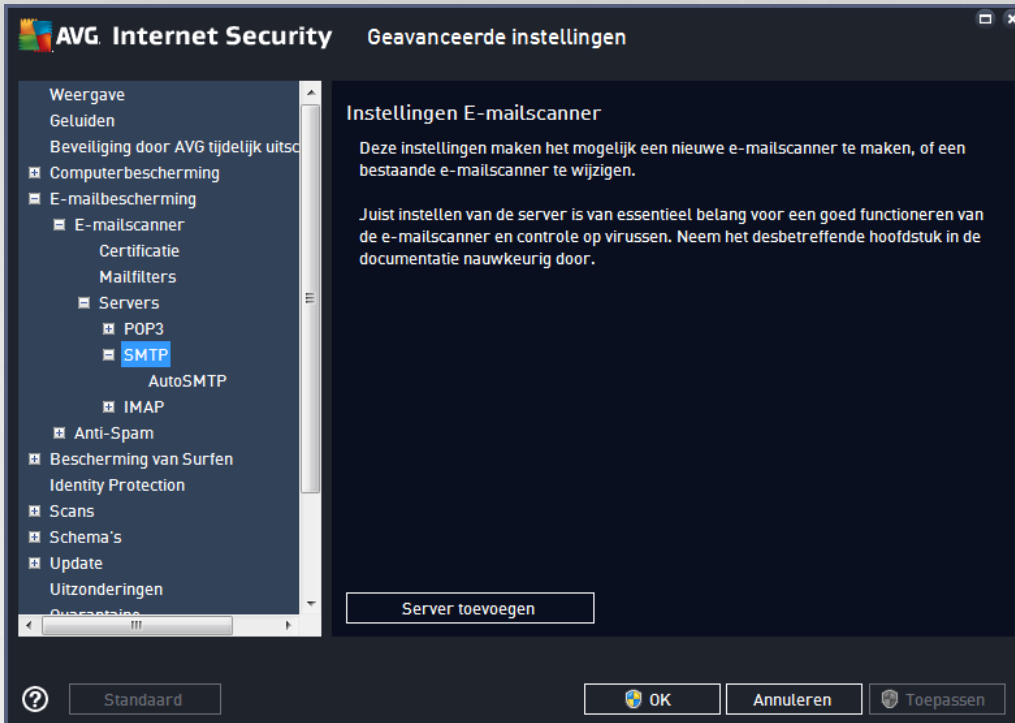 AVG Internet Security Geavanceerde instellingen
Weergave
Geluiden
Beveiliging door AVG tijdelijk uitsc
Computerbescherming
E-mailbescherming
E-mailscanner
Certificatie
Mailfilters
Servers
POP3
SMTP
AutoSMTP
IMAP
Anti-Spam
Bescherming van Surfen
Identity Protection
Scans
Schema's
Update
Uitzonderingen
Quarantaine
Instellingen E-mailscanner
Deze instellingen maken het mogelijk een nieuwe e-mailscanner te maken, of een
bestaande e-mailscanner te wijzigen.
Juist instellen van de server is van essentieel belang voor een goed functioneren van
de e-mailscanner en controle op virussen. Neem het desbetreffende hoofdstuk in de
documentatie nauwkeurig door.
Server toevoegen
Standaard
OK
Annuleren
Toepassen